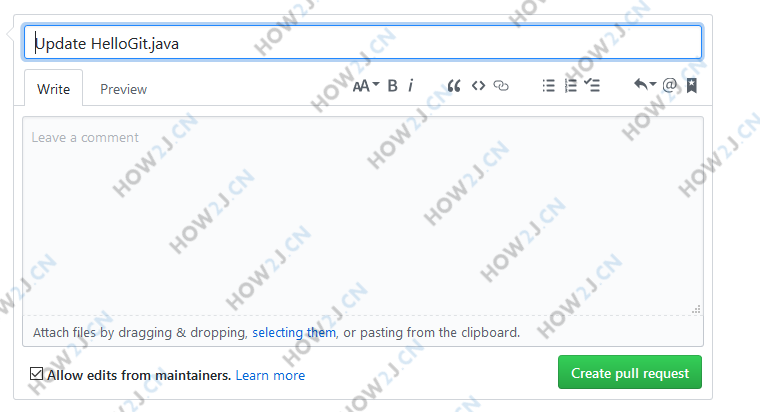 Update HelloGit.java
Write Preview AA B i
Leave a comment
Attach files by dragging & dropping, selecting them, or pasting from the clipboard.
Allow edits from maintainers. Learn more
Create pull request
HOW2J.CN
HOW2J.CN
HOW2J.CN
HOW2J.CN
HOW2J.CN
HOW2J.CN
HOW2J.CN
HOW2J.CN
HOW2J.CN
HOW2J.CN
HOW2J.CN
HOW2J.CN